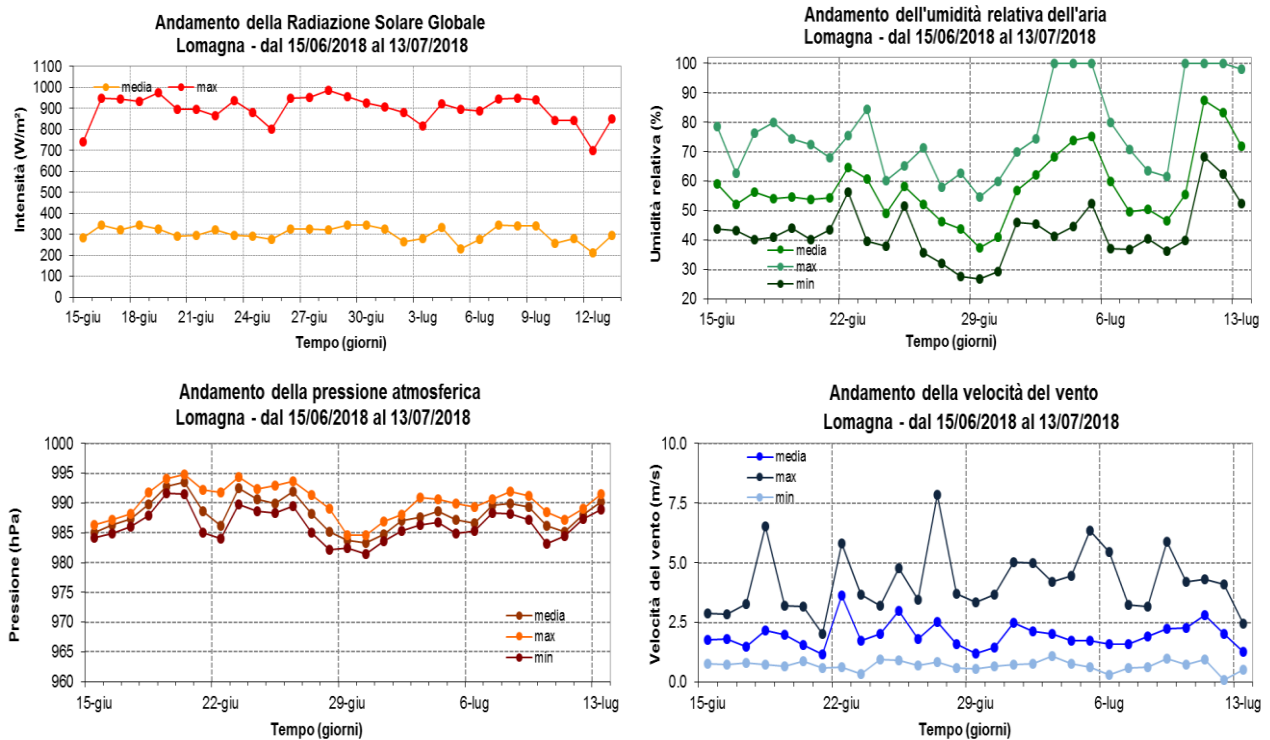 Andamento della Radiazione Solare Globale
Lomagna - dal 15/06/2018 al 13/07/2018
1100
1000
900
800
700
600
500
400
300
200
100
0
media
max
Intensità (W/m²)
15-giu
18-giu
21-giu
24-giu
27-giu
30-giu
3-lug
6-lug
9-lug
12-lug
Tempo (giorni)
Andamento dell'umidità relativa dell'aria
Lomagna - dal 15/06/2018 al 13/07/2018
100
90
80
70
60
50
40
30
20
Umidità relativa (%)
media
max
min
15-giu
22-giu
29-giu
6-lug
13-lug
Tempo (giorni)
Andamento della pressione atmosferica
Lomagna - dal 15/06/2018 al 13/07/2018
1000
995
990
985
980
975
970
965
960
Pressione (hPa)
media
max
min
15-giu
22-giu
29-giu
6-lug
13-lug
Tempo (giorni)
Andamento della velocità del vento
Lomagna - dal 15/06/2018 al 13/07/2018
10.0
7.5
5.0
2.5
0.0
Velocità del vento (m/s)
media
max
min
15-giu
22-giu
29-giu
6-lug
13-lug
Tempo (giorni)